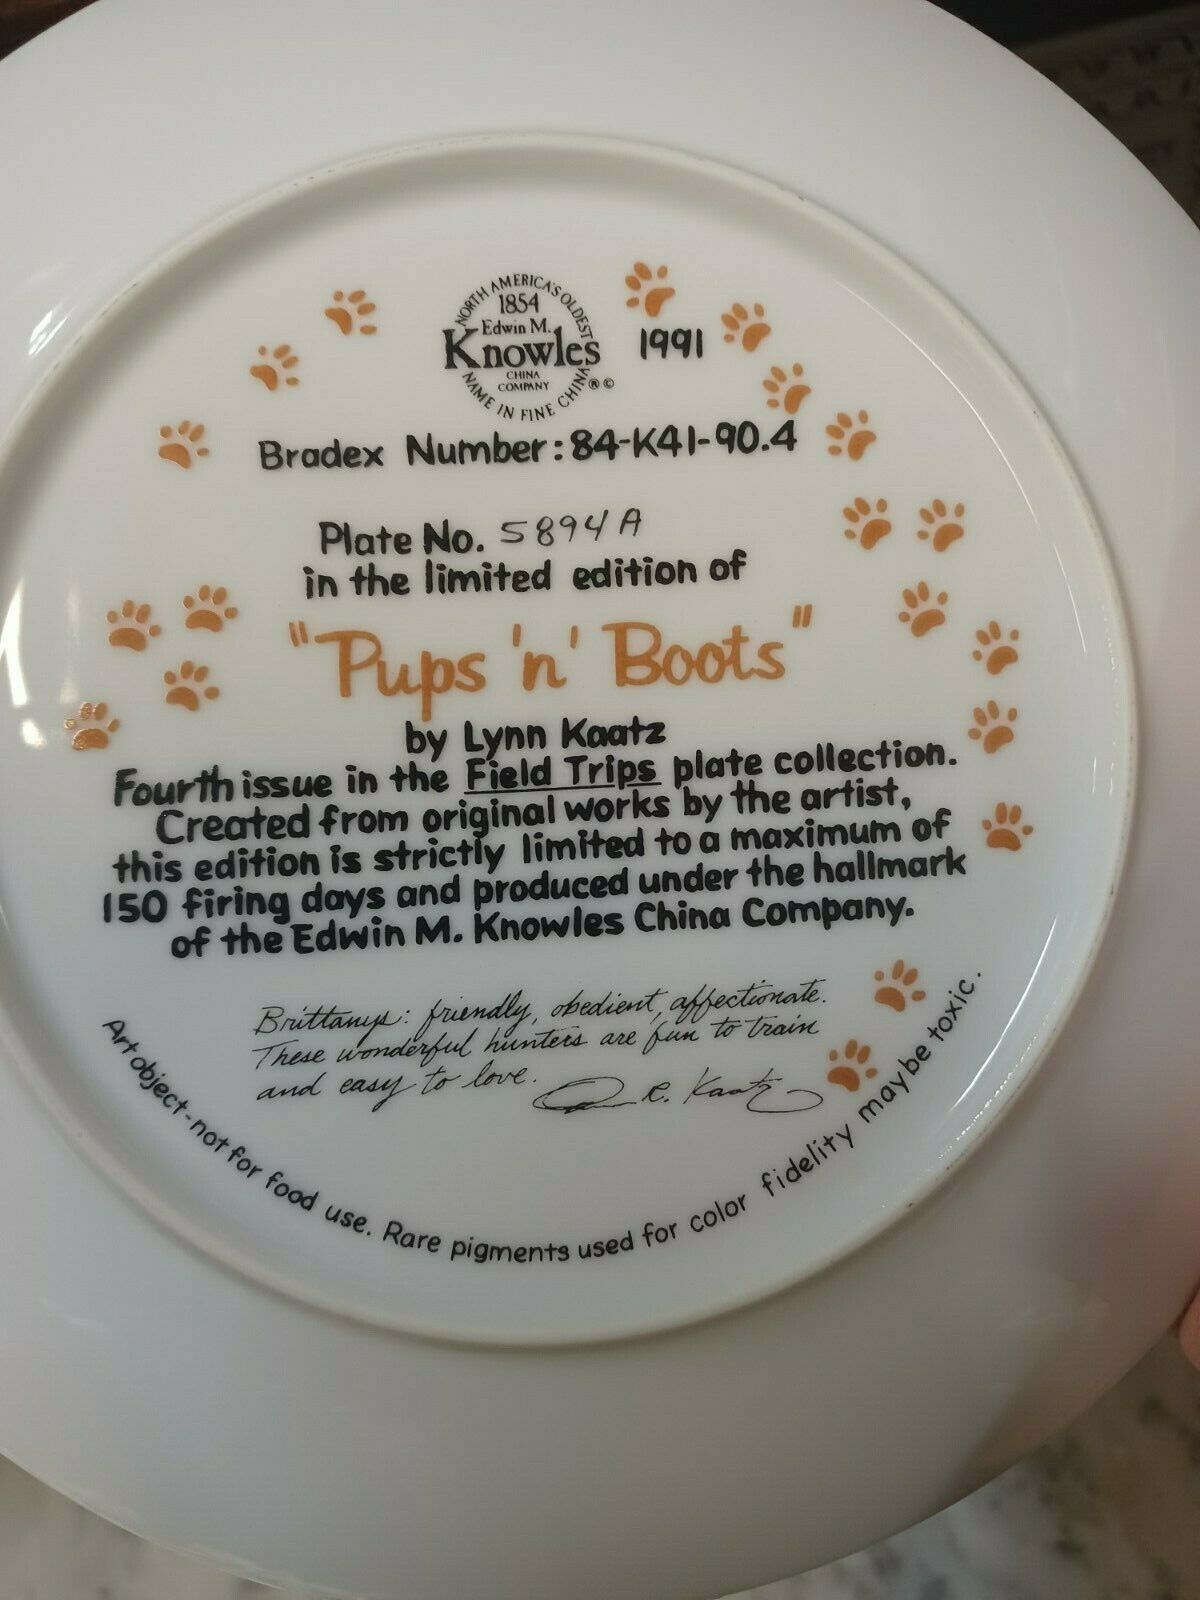 NORTH AMERICA'S OLDEST
1854
Edwin M.
Knowles
CHINA
COMPANY
NAME IN FINE CHINA
®©
1991
Bradex Number: 84-K41-90.4
Plate No. 5894A
in the limited edition of
"Pups 'n' Boots"
by Lynn Kaatz
Fourth issue in the Field Trips plate collection.
Created from original works by the artist,
this edition is strictly limited to a maximum of
150 firing days and produced under the hallmark
of the Edwin M. Knowles China Company.
Brittanys: friendly, obedient, affectionate.
These wonderful hunters are fun to train
and easy to love.
R. Kaatz
Art object-not for food use. Rare pigments used for color fidelity may be toxic.